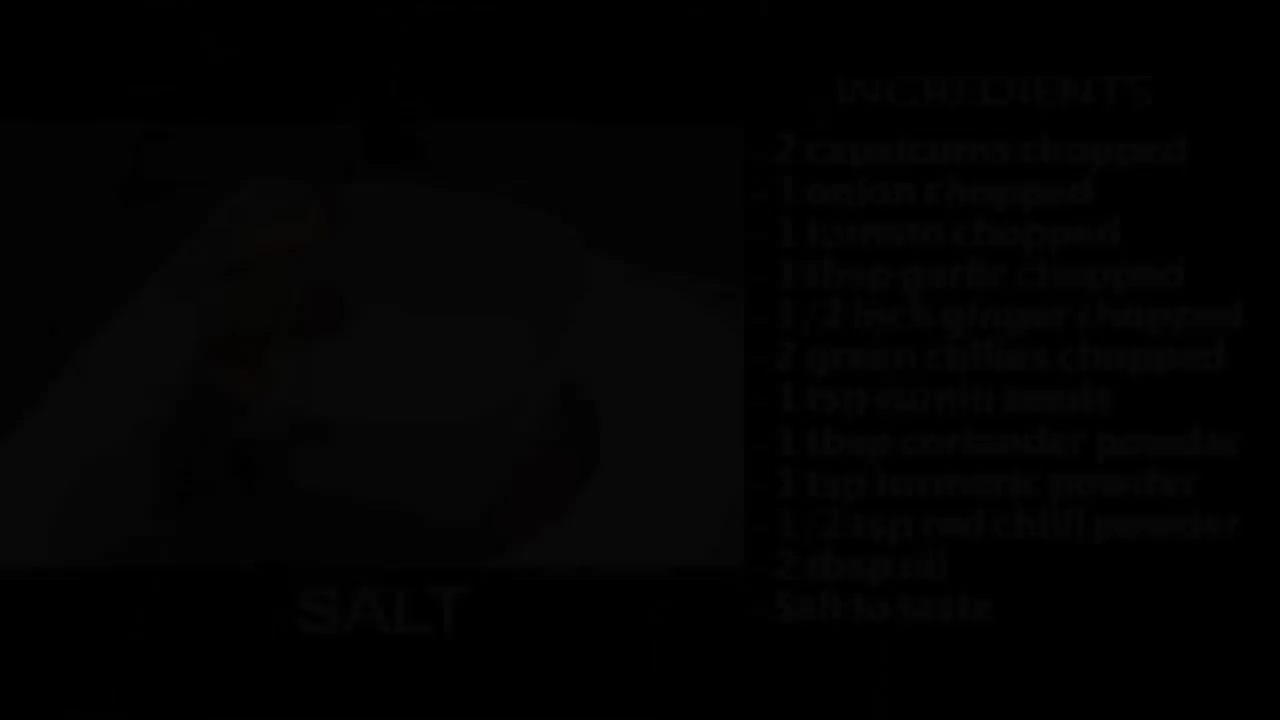 INGREDIENTS
2 capsicums chopped
1 onion chopped
1 tomato chopped
1 tbsp garlic chopped
1/2 inch ginger chopped
2 green chillies chopped
1 tsp cumin seeds
1 tbsp coriander powder
1 tsp turmeric powder
1/2 tsp red chilli powder
2 tbsp oil
Salt to taste
SALT